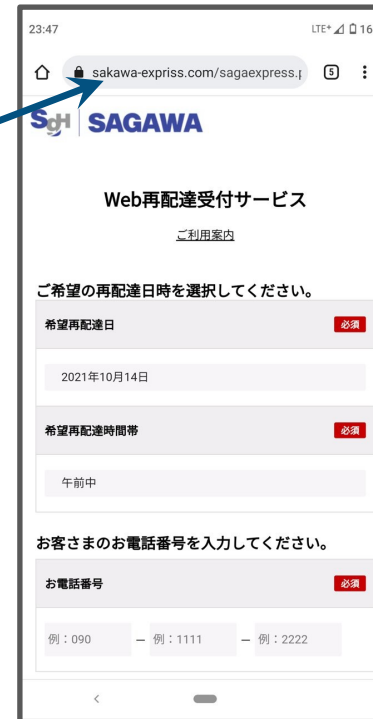 23:47 LTE+ 16
sakawa-expriss.com/sagaexpress.p 5
SGH SAGAWA
Web再配達受付サービス
ご利用案内
ご希望の再配達日時を選択してください。
希望再配達日 必須
2021年10月14日
希望再配達時間帯 必須
午前中
お客さまのお電話番号を入力してください。
お電話番号 必須
例：090 – 例：1111 – 例：2222